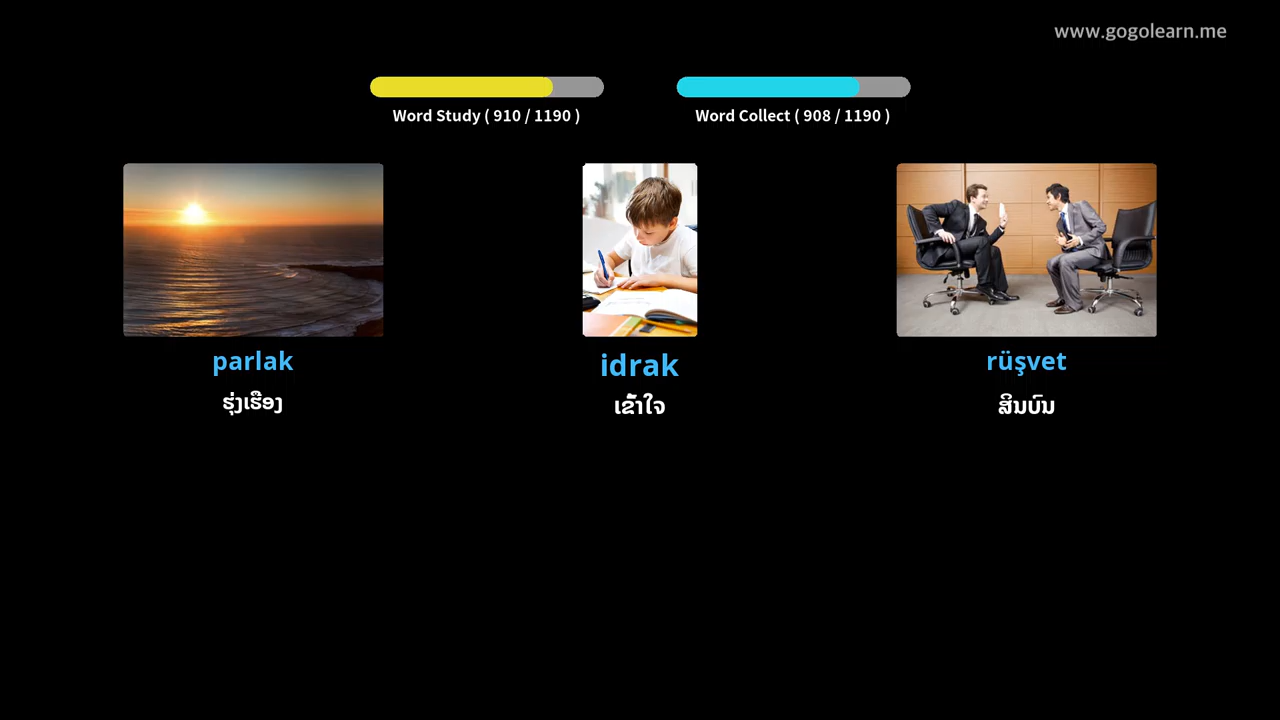 www.gogolearn.me
Word Study ( 910 / 1190 )
Word Collect ( 908 / 1190 )
parlak
idrak
rüşvet
ຮຸ່ງເຮືອງ
ເຂົ້າໃຈ
ສິນບົນ